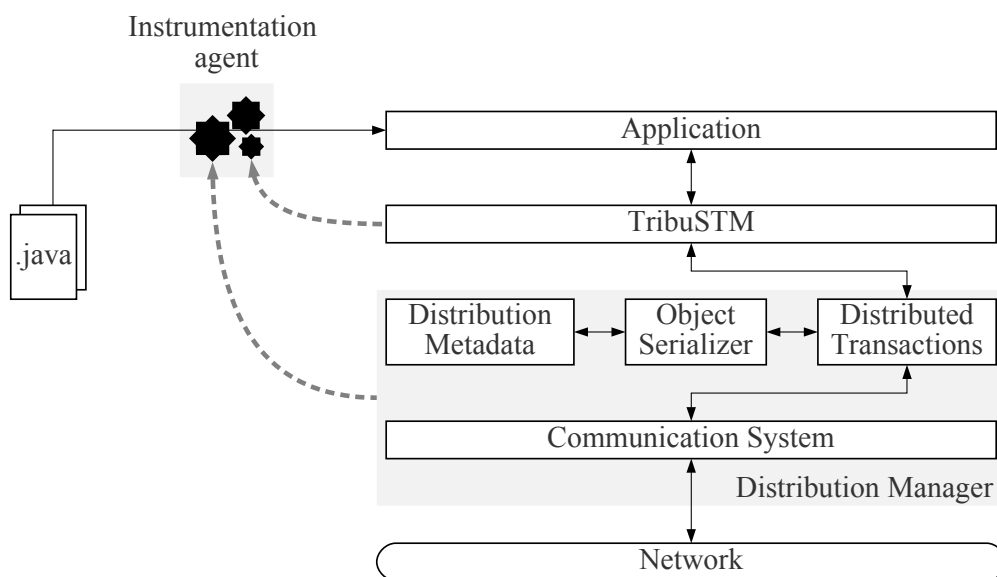 Instrumentation
agent
Application
.java
TribuSTM
Distribution
Metadata
Object
Serializer
Distributed
Transactions
Communication System
Distribution Manager
Network